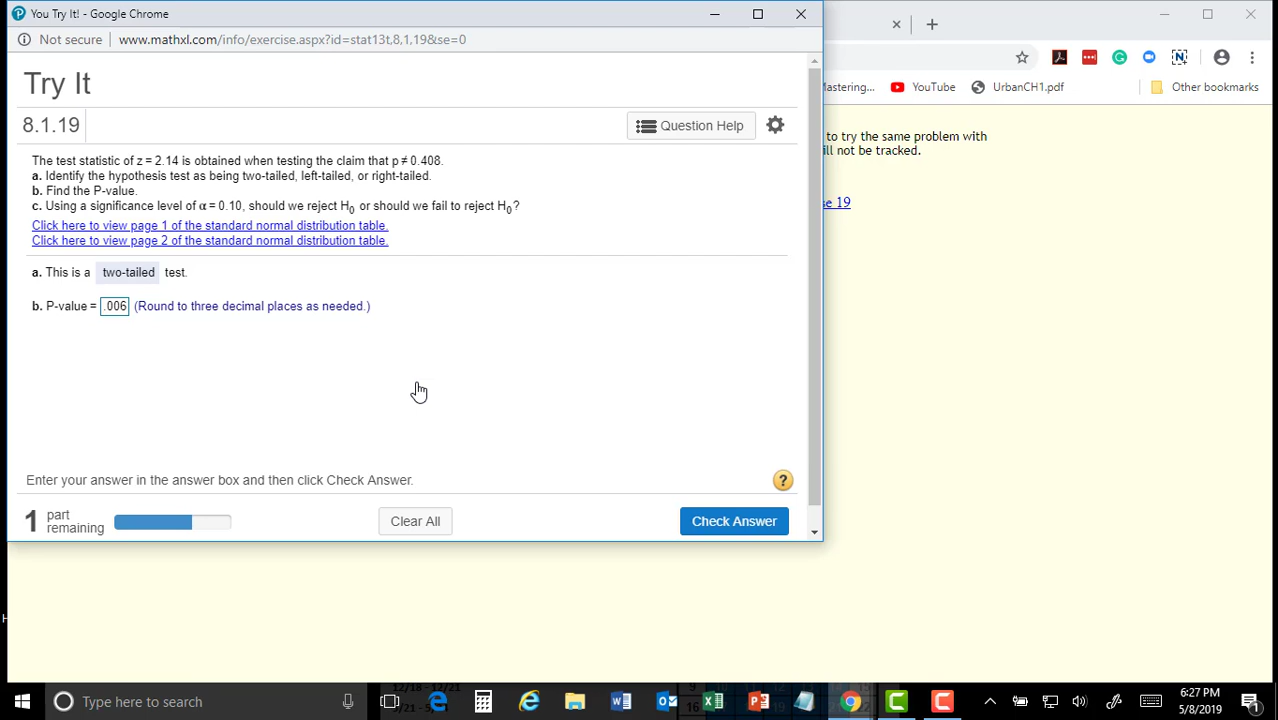 You Try It! - Google Chrome
Not secure www.mathxl.com/info/exercise.aspx?id=stat13t,8,1,19&se=0
Mastering... YouTube UrbanCH1.pdf Other bookmarks
Try It
8.1.19
Question Help
The test statistic of z = 2.14 is obtained when testing the claim that p ≠ 0.408.
a. Identify the hypothesis test as being two-tailed, left-tailed, or right-tailed.
b. Find the P-value.
c. Using a significance level of α = 0.10, should we reject H0 or should we fail to reject H0?
Click here to view page 1 of the standard normal distribution table.
Click here to view page 2 of the standard normal distribution table.
a. This is a two-tailed test.
b. P-value = .006 (Round to three decimal places as needed.)
Enter your answer in the answer box and then click Check Answer.
?
1 part remaining
Clear All
Check Answer
to try the same problem with
ill not be tracked.
se 19
12/18 - 12/21
Type here to search
6:27 PM
5/8/2019